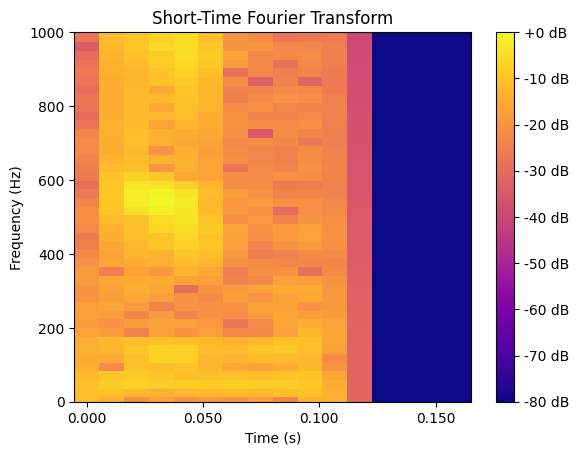 Short-Time Fourier Transform
1000
800
600
400
200
0
Frequency (Hz)
0.000
0.050
0.100
0.150
Time (s)
+0 dB
-10 dB
-20 dB
-30 dB
-40 dB
-50 dB
-60 dB
-70 dB
-80 dB